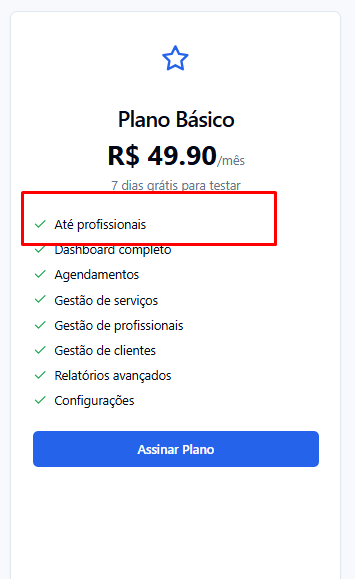 Plano Básico
R$ 49.90/mês
7 dias grátis para testar
Até profissionais
Dashboard completo
Agendamentos
Gestão de serviços
Gestão de profissionais
Gestão de clientes
Relatórios avançados
Configurações
Assinar Plano